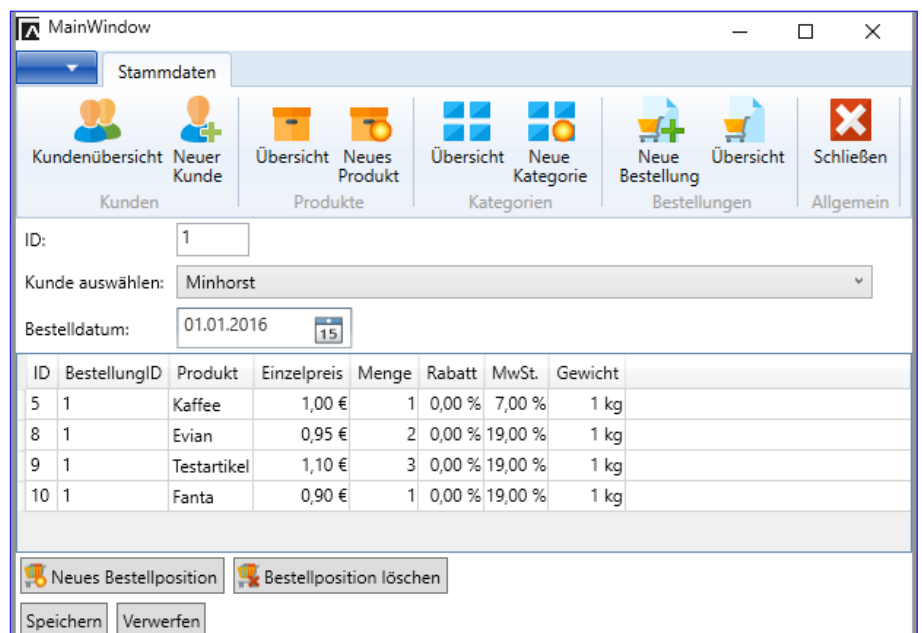 MainWindow
Stammdaten
Kundenübersicht Neuer Kunde Übersicht Neues Produkt Übersicht Neue Kategorie Neue Bestellung Übersicht Schließen
Kunden Produkte Kategorien Bestellungen Allgemein
ID: 1
Kunde auswählen: Minhorst
Bestelldatum: 01.01.2016 15
ID BestellungID Produkt Einzelpreis Menge Rabatt MwSt. Gewicht
5 1 Kaffee 1,00 € 1 0,00 % 7,00 % 1 kg
8 1 Evian 0,95 € 2 0,00 % 19,00 % 1 kg
9 1 Testartikel 1,10 € 3 0,00 % 19,00 % 1 kg
10 1 Fanta 0,90 € 1 0,00 % 19,00 % 1 kg
Neues Bestellposition Bestellposition löschen
Speichern Verwerfen